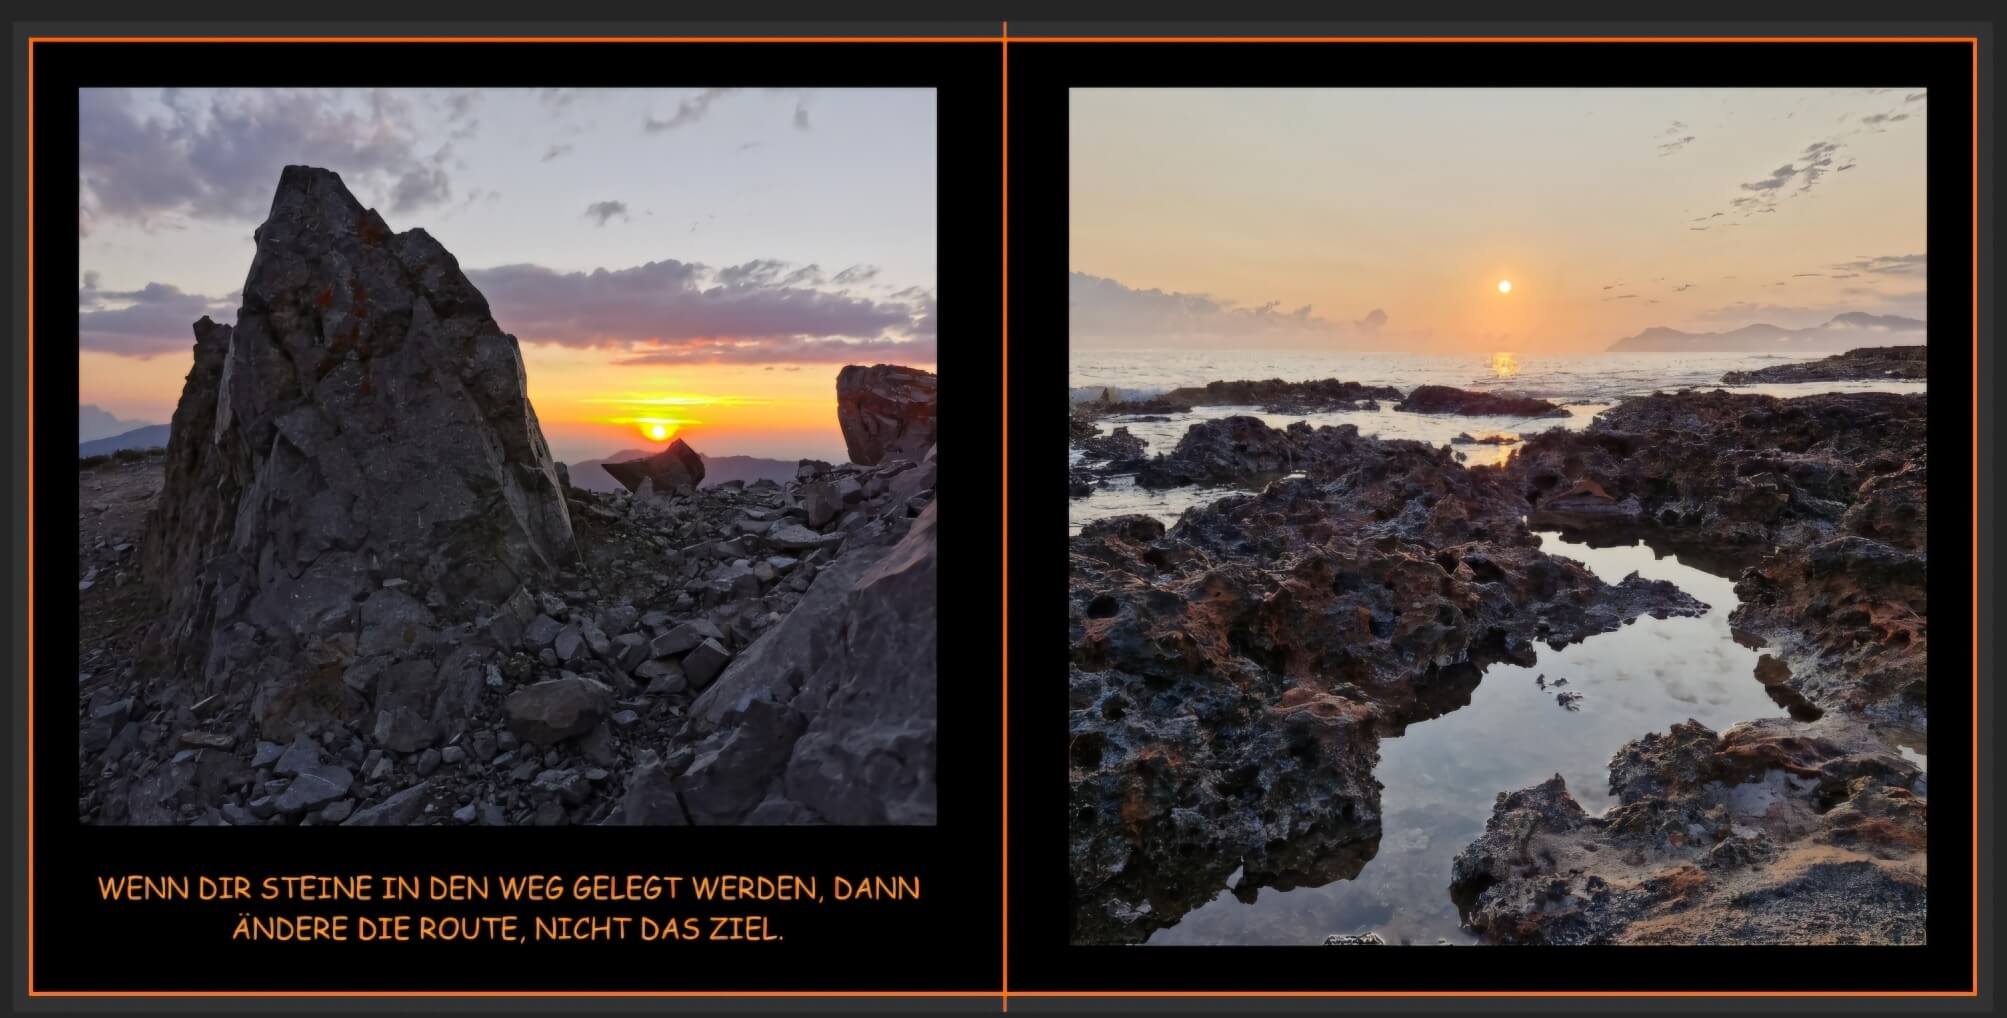 WENN DIR STEINE IN DEN WEG GELEGT WERDEN, DANN
ÄNDERE DIE ROUTE, NICHT DAS ZIEL.